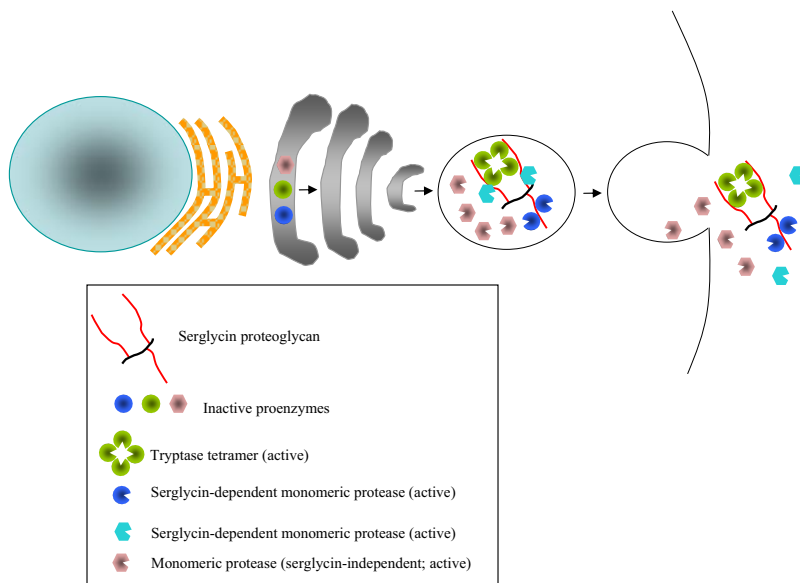 Serglycin proteoglycan
Inactive proenzymes
Tryptase tetramer (active)
Serglycin-dependent monomeric protease (active)
Serglycin-dependent monomeric protease (active)
Monomeric protease (serglycin-independent; active)